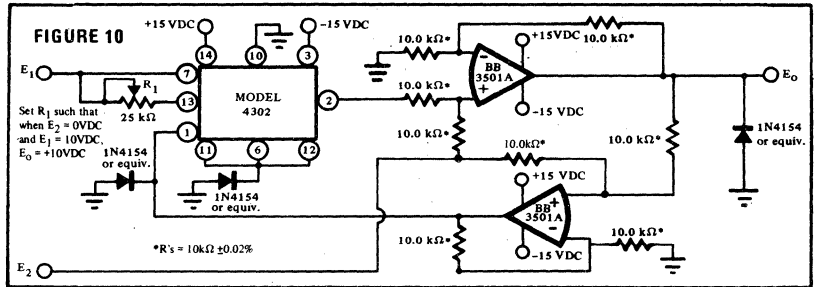 FIGURE 10
+15 VDC
-15 VDC
14
10
3
E1
7
R1
13
25 kΩ
1
MODEL
4302
2
11
6
12
Set R1 such that
when E2 = 0VDC
and E1 = 10VDC,
Eo = +10VDC
1N4154
or equiv.
1N4154
or equiv.
10.0 kΩ*
10.0 kΩ*
+15VDC
BB
3501A
-
+
-15 VDC
Eo
10.0 kΩ*
10.0 kΩ*
10.0kΩ*
10.0 kΩ*
1N4154
or equiv.
+15 VDC
BB
3501A
+
-
-15 VDC
10.0 kΩ*
10.0 kΩ*
*R's = 10kΩ ±0.02%
E2